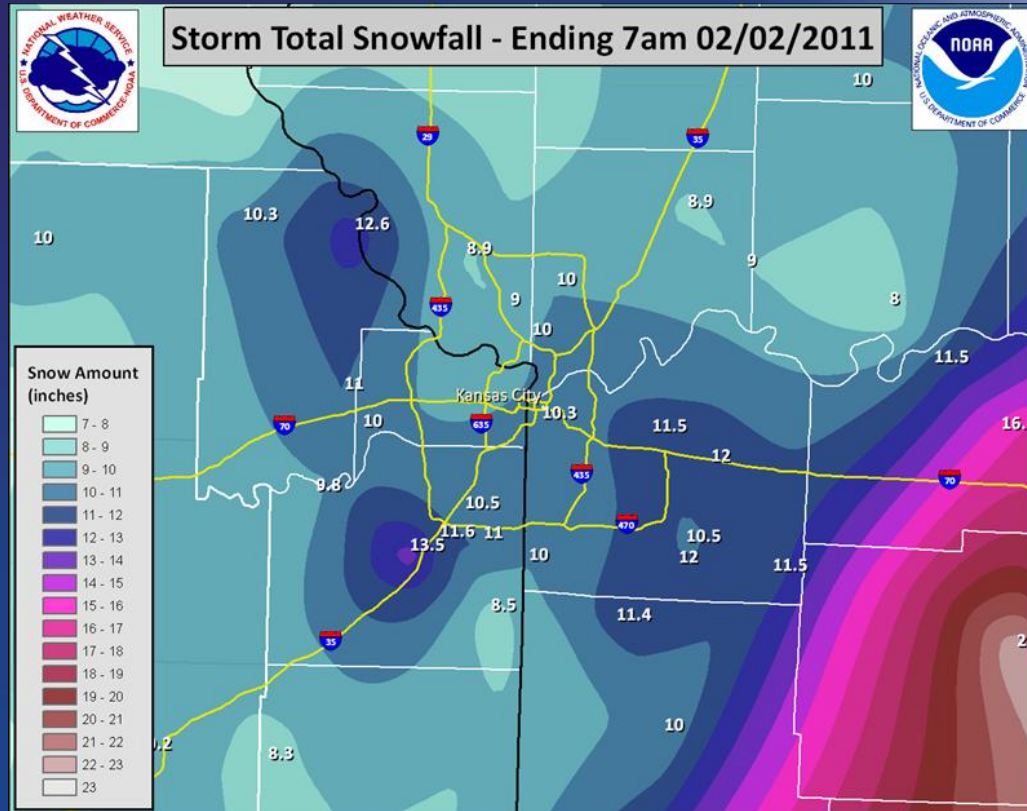 NATIONAL WEATHER SERVICE
U.S. DEPARTMENT OF COMMERCE-NOAA
Storm Total Snowfall - Ending 7am 02/02/2011
NATIONAL OCEANIC AND ATMOSPHERIC
NOAA
U.S. DEPARTMENT OF COMMERCE
10
29
35
10.3
12.6
8.9
10
8.9
9
10
9
8
435
10
11.5
Snow Amount
(inches)
7 - 8
8 - 9
9 - 10
10 - 11
11 - 12
12 - 13
13 - 14
14 - 15
15 - 16
16 - 17
17 - 18
18 - 19
19 - 20
20 - 21
21 - 22
22 - 23
23
11
Kansas City
10
10.3
70
635
11.5
16.
12
435
70
9.8
10.5
470
11.6
11
10.5
13.5
10
12
11.5
8.5
11.4
35
10
8.3